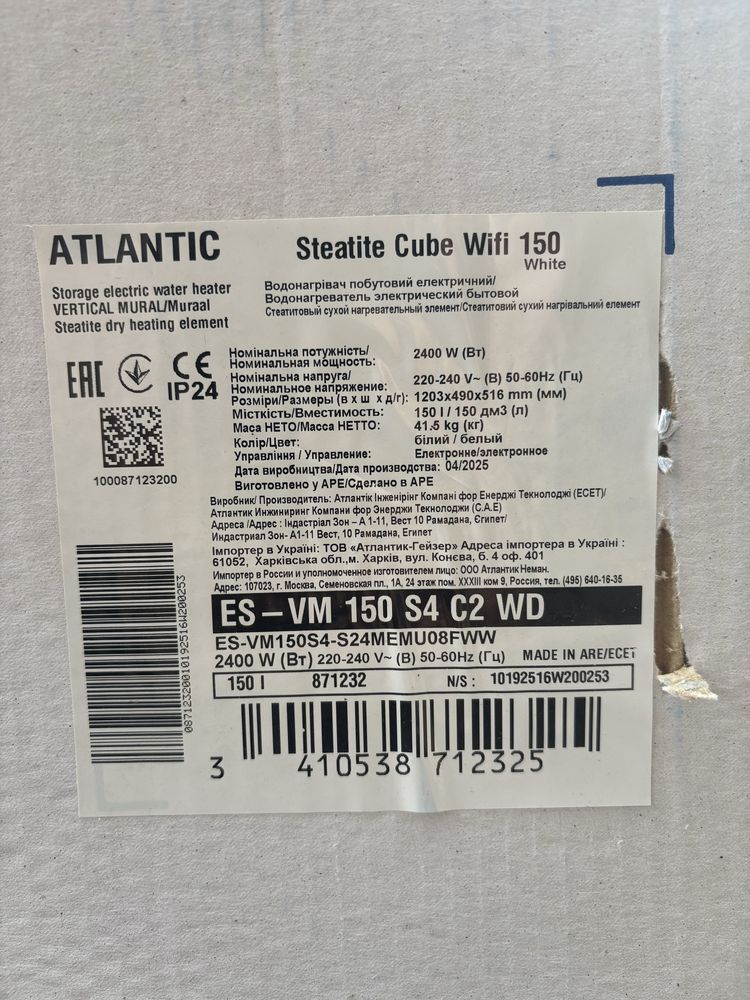 ATLANTIC
Steatite Cube Wifi 150
White
Storage electric water heater
VERTICAL MURAL/Muraal
Steatite dry heating element
Водонагрівач побутовий електричний/
Водонагреватель электрический бытовой
Стеатитовый сухой нагревательный элемент/Стеатитовий сухий нагрівальний елемент
EAC
CE
IP24
100087123200
Номінальна потужність/
Номинальная мощность:
2400 W (Вт)
Номінальна напруга/
Номинальное напряжение:
220-240 V~ (В) 50-60Hz (Гц)
Розміри/Размеры (в х ш х д/г): 1203x490x516 mm (мм)
Місткість/Вместимость: 150 l / 150 дм3 (л)
Маса НЕТО/Масса НЕТТО: 41.5 kg (кг)
Колір/Цвет: білий / белый
Управління / Управление: Електронне/электронное
Дата виробництва/Дата производства: 04/2025
Виготовлено у АРЕ/Сделано в АРЕ
Виробник/ Производитель: Атлантік Інженірінг Компані фор Енерджі Текнолоджі (ECET)/
Атлантик Инжиниринг Компани фор Энерджи Текнолоджи (С.А.Е)
Адреса /Адрес : Індастріал Зон – А 1-11, Вест 10 Рамадана, Єгипет/
Индастриал Зон- А1-11 Вест, 10 Рамадана, Египет
Імпортер в Україні: ТОВ «Атлантик-Гейзер» Адреса імпортера в Україні :
61052, Харківська обл.,м. Харків, вул. Конєва, б. 4 оф. 401
Импортер в России и уполномоченное изготовителем лицо: ООО Атлантик Неман.
Адрес: 107023, г. Москва, Семеновская пл., 1А, 24 этаж пом. XXXIII ком 9, Россия, тел. (495) 640-16-35
ES–VM 150 S4 C2 WD
ES-VM150S4-S24MEMU08FWW
2400 W (Вт) 220-240 V~ (В) 50-60Hz (Гц) MADE IN ARE/ECET
150 l 871232 N/S : 10192516W200253
08712320010192516W200253
3 410538 712325